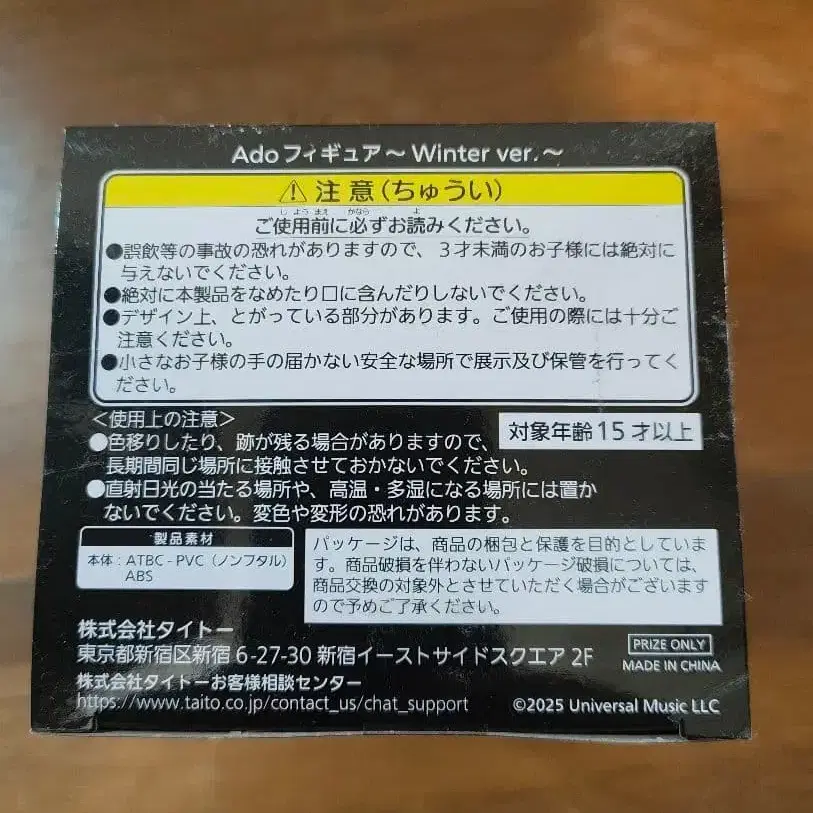 Adoフィギュア～Winter ver.～
⚠注意(ちゅうい)
ご使用前に必ずお読みください。
●誤飲等の事故の恐れがありますので、3才未満のお子様には絶対に
与えないでください。
●絶対に本製品をなめたり口に含んだりしないでください。
●デザイン上、とがっている部分があります。ご使用の際には十分ご
注意ください。
●小さなお子様の手の届かない安全な場所で展示及び保管を行ってく
ださい。
<使用上の注意>
●色移りしたり、跡が残る場合がありますので、
長期間同じ場所に接触させておかないでください。
対象年齢15才以上
●直射日光の当たる場所や、高温・多湿になる場所には置か
ないでください。変色や変形の恐れがあります。
製品素材
本体:ATBC-PVC(ノンフタル)
ABS
パッケージは、商品の梱包と保護を目的としていま
す。商品破損を伴わないパッケージ破損については、
商品交換の対象外とさせていただく場合がございます
ので予めご了承ください。
株式会社タイトー
東京都新宿区新宿6-27-30 新宿イーストサイドスクエア2F
株式会社タイトーお客様相談センター
https://www.taito.co.jp/contact_us/chat_support
PRIZE ONLY
MADE IN CHINA
©2025 Universal Music LLC